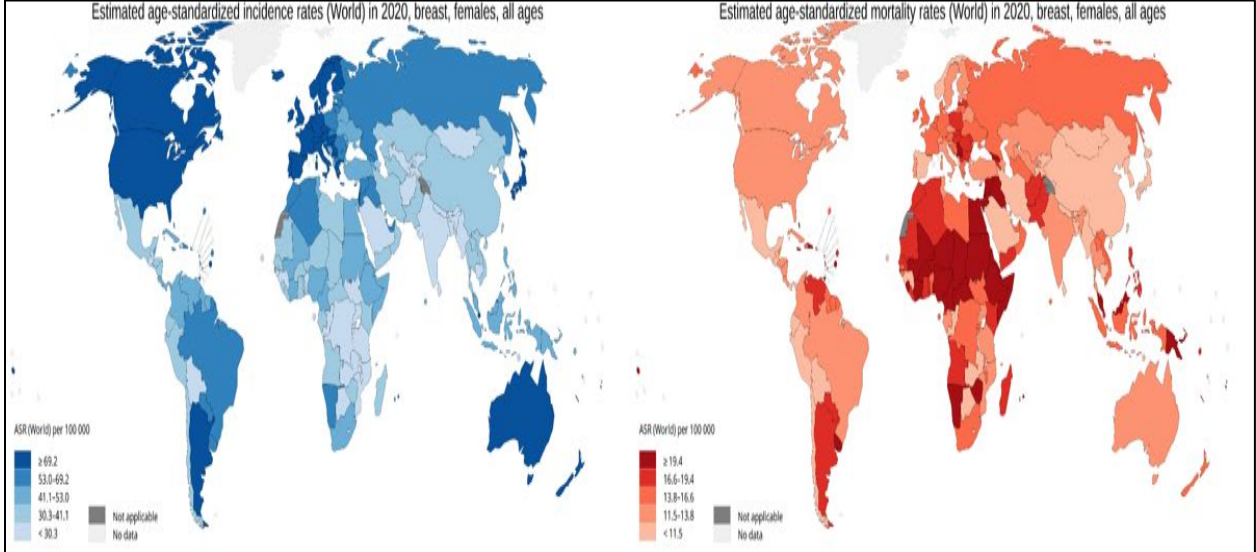 Estimated age-standardized incidence rates (World) in 2020, breast, females, all ages
ASR (World) per 100 000
≥ 69.2
53.0–69.2
41.1–53.0
30.3–41.1
< 30.3
Not applicable
No data
Estimated age-standardized mortality rates (World) in 2020, breast, females, all ages
ASR (World) per 100 000
≥ 19.4
16.6–19.4
13.8–16.6
11.5–13.8
< 11.5
Not applicable
No data